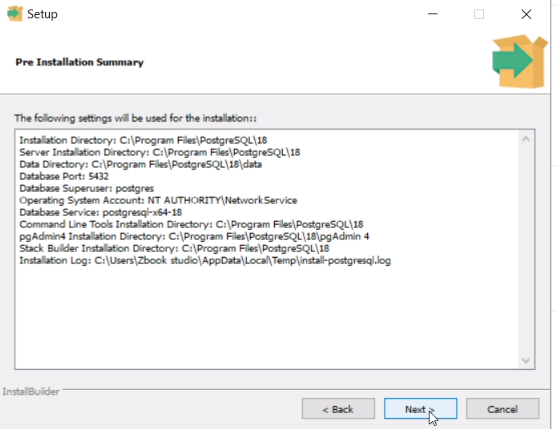 Setup
Pre Installation Summary
The following settings will be used for the installation::
Installation Directory: C:\Program Files\PostgreSQL\18
Server Installation Directory: C:\Program Files\PostgreSQL\18
Data Directory: C:\Program Files\PostgreSQL\18\data
Database Port: 5432
Database Superuser: postgres
Operating System Account: NT AUTHORITY\NetworkService
Database Service: postgresql-x64-18
Command Line Tools Installation Directory: C:\Program Files\PostgreSQL\18
pgAdmin4 Installation Directory: C:\Program Files\PostgreSQL\18\pgAdmin 4
Stack Builder Installation Directory: C:\Program Files\PostgreSQL\18
Installation Log: C:\Users\Zbook studio\AppData\Local\Temp\install-postgresql.log
InstallBuilder
< Back
Next >
Cancel